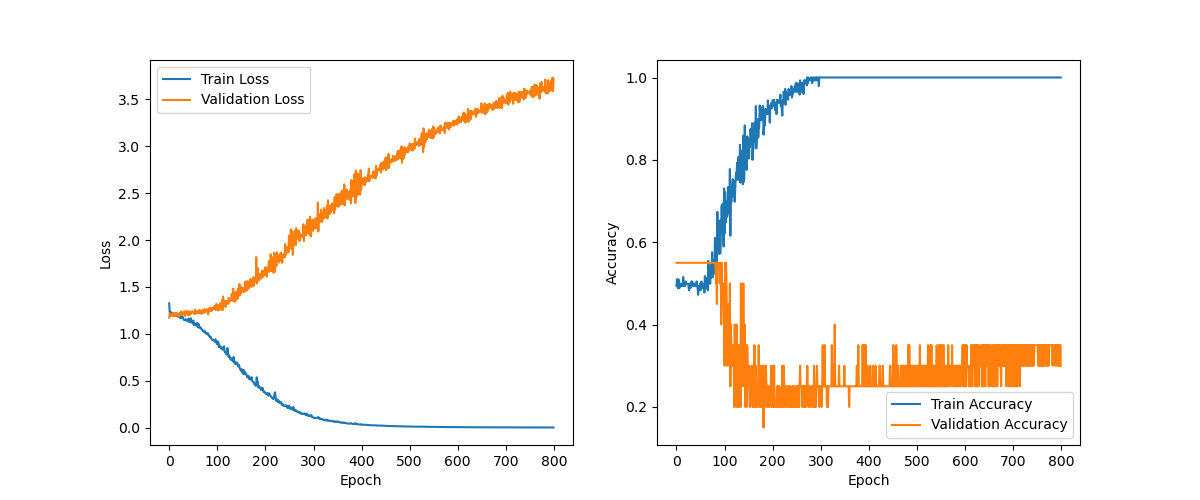 Train Loss
Validation Loss
3.5
3.0
2.5
2.0
1.5
1.0
0.5
0.0
Loss
0 100 200 300 400 500 600 700 800
Epoch
1.0
0.8
0.6
0.4
0.2
Accuracy
Train Accuracy
Validation Accuracy
0 100 200 300 400 500 600 700 800
Epoch